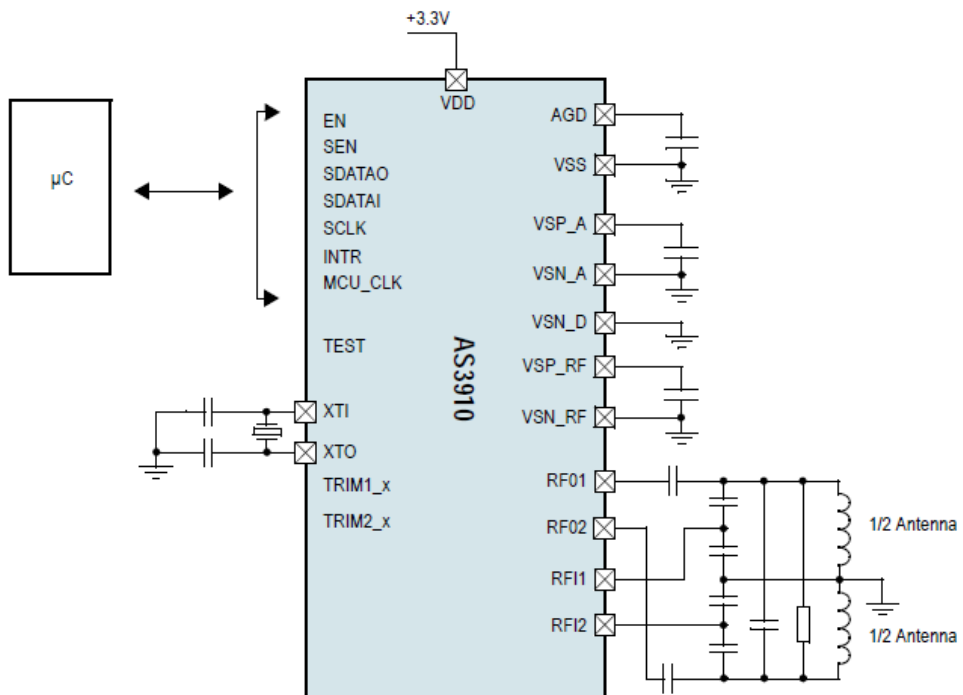 +3.3V
VDD
µC
EN
SEN
SDATAO
SDATAI
SCLK
INTR
MCU_CLK
TEST
XTI
XTO
TRIM1_x
TRIM2_x
AS3910
AGD
VSS
VSP_A
VSN_A
VSN_D
VSP_RF
VSN_RF
RF01
RF02
RFI1
RFI2
1/2 Antenna
1/2 Antenna